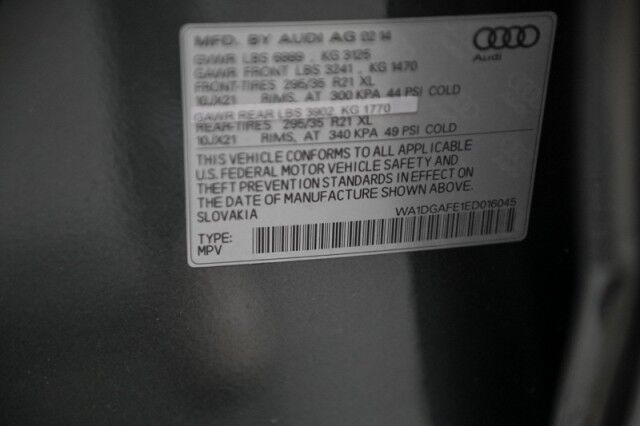 MFD. BY AUDI AG 02 14
GVWR LBS 6889 , KG 3125
GAWR FRONT LBS 3241 , KG 1470
FRONT-TIRES 295/35 R21 XL
10JX21 RIMS, AT 300 KPA 44 PSI COLD
GAWR REAR LBS 3902 KG 1770
REAR-TIRES 295/35 R21 XL
10JX21 RIMS, AT 340 KPA 49 PSI COLD
THIS VEHICLE CONFORMS TO ALL APPLICABLE
U.S. FEDERAL MOTOR VEHICLE SAFETY AND
THEFT PREVENTION STANDARDS IN EFFECT ON
THE DATE OF MANUFACTURE SHOWN ABOVE.
SLOVAKIA
WA1DGAFE1ED016045
TYPE:
MPV
Audi